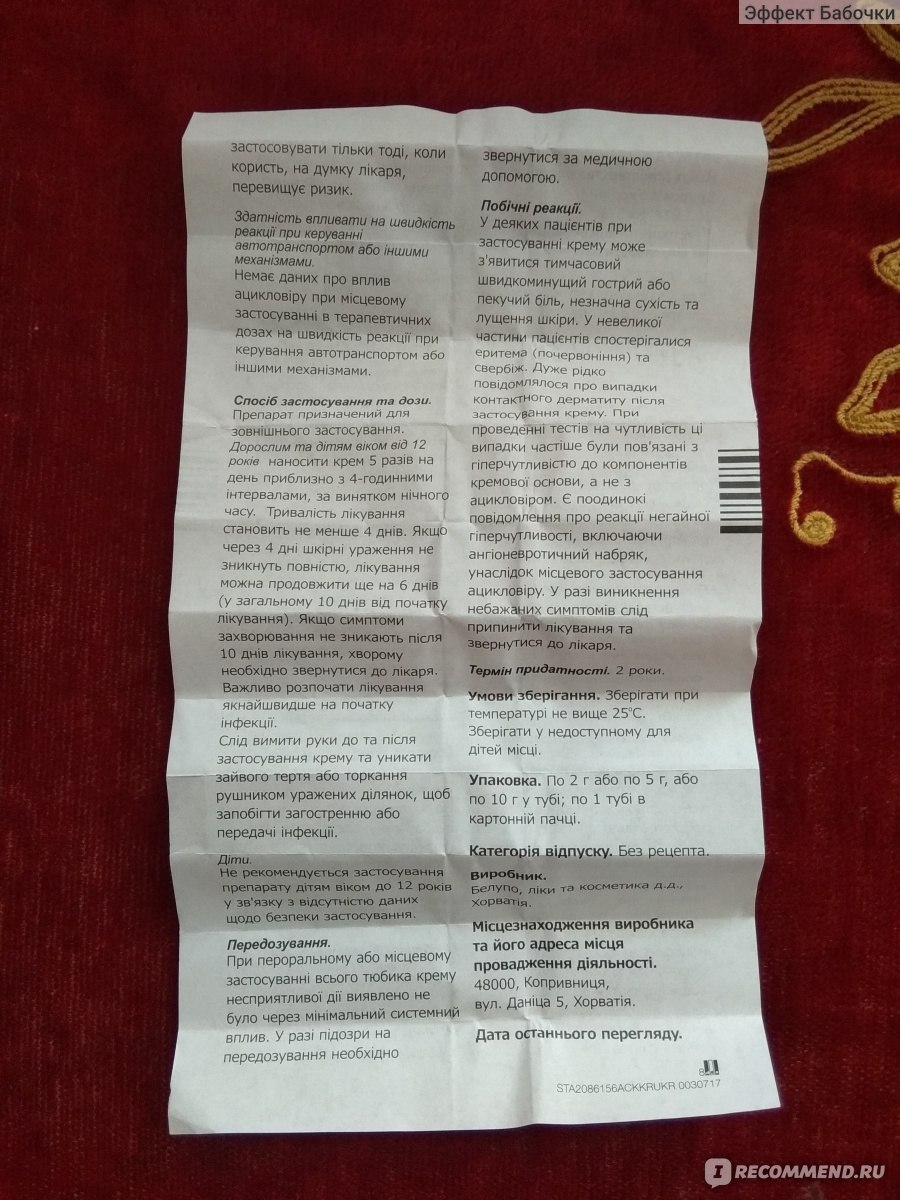 Эффект Бабочки
застосовувати тільки тоді, коли
користь, на думку лікаря,
перевищує ризик.
Здатність впливати на швидкість
реакції при керуванні
автотранспортом або іншими
механізмами.
Немає даних про вплив
ацикловіру при місцевому
застосуванні в терапевтичних
дозах на швидкість реакції при
керування автотранспортом або
іншими механізмами.
Спосіб застосування та дози.
Препарат призначений для
зовнішнього застосування.
Дорослим та дітям віком від 12
років наносити крем 5 разів на
день приблизно з 4-годинними
інтервалами, за винятком нічного
часу. Тривалість лікування
становить не менше 4 днів. Якщо
через 4 дні шкірні ураження не
зникнуть повністю, лікування
можна продовжити ще на 6 днів
(у загальному 10 днів від початку
лікування). Якщо симптоми
захворювання не зникають після
10 днів лікування, хворому
необхідно звернутися до лікаря.
Важливо розпочати лікування
якнайшвидше на початку
інфекції.
Слід вимити руки до та після
застосування крему та уникати
зайвого тертя або торкання
рушником уражених ділянок, щоб
запобігти загостренню або
передачі інфекції.
Діти.
Не рекомендується застосування
препарату дітям віком до 12 років
у зв'язку з відсутністю даних
щодо безпеки застосування.
Передозування.
При пероральному або місцевому
застосуванні всього тюбика крему
несприятливої дії виявлено не
було через мінімальний системний
вплив. У разі підозри на
передозування необхідно
звернутися за медичною
допомогою.
Побічні реакції.
У деяких пацієнтів при
застосуванні крему може
з'явитися тимчасовий
швидкоминущий гострий або
пекучий біль, незначна сухість та
лущення шкіри. У невеликої
частини пацієнтів спостерігалися
еритема (почервоніння) та
свербіж. Дуже рідко
повідомлялося про випадки
контактного дерматиту після
застосування крему. При
проведенні тестів на чутливість ці
випадки частіше були пов'язані з
гіперчутливістю до компонентів
кремової основи, а не з
ацикловіром. Є поодинокі
повідомлення про реакції негайної
гіперчутливості, включаючи
ангіоневротичний набряк,
унаслідок місцевого застосування
ацикловіру. У разі виникнення
небажаних симптомів слід
припинити лікування та
звернутися до лікаря.
Термін придатності. 2 роки.
Умови зберігання. Зберігати при
температурі не вище 25°С.
Зберігати у недоступному для
дітей місці.
Упаковка. По 2 г або по 5 г, або
по 10 г у тубі; по 1 тубі в
картонній пачці.
Категорія відпуску. Без рецепта.
Виробник.
Белупо, ліки та косметика д.д.,
Хорватія.
Місцезнаходження виробника
та його адреса місця
провадження діяльності.
48000, Копривниця,
вул. Даніца 5, Хорватія.
Дата останнього перегляду.
STA2086156ACKKRUKR 0030717
IRECOMMEND.RU